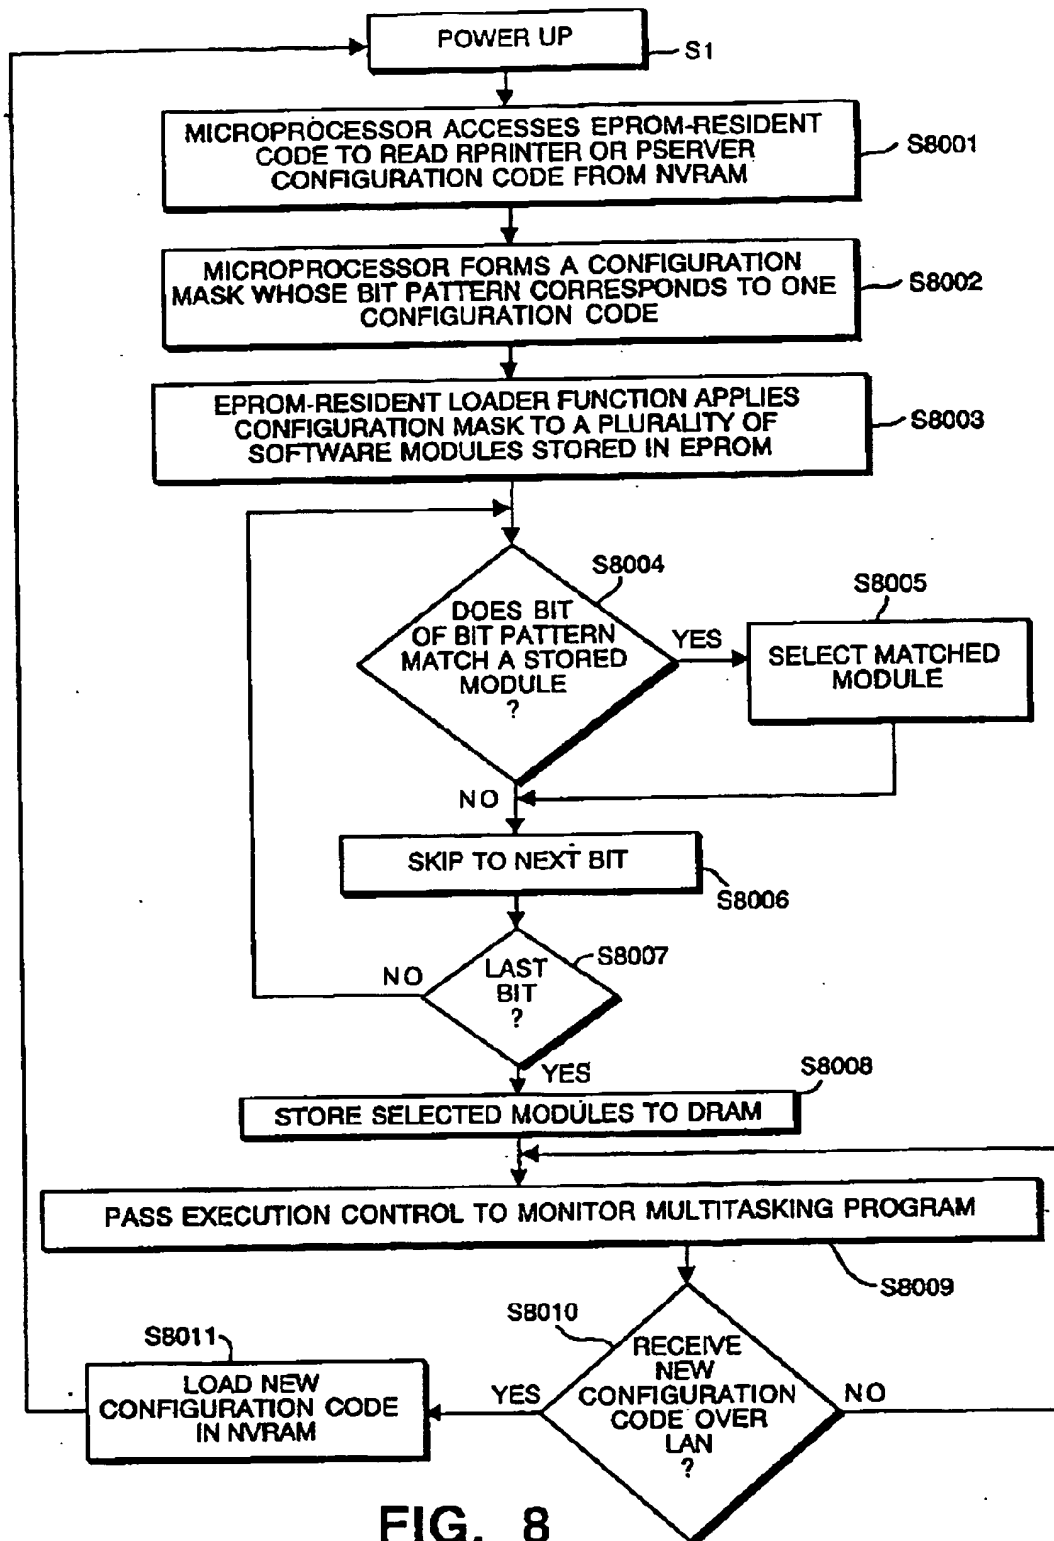 POWER UP
S1
MICROPROCESSOR ACCESSES EPROM-RESIDENT
CODE TO READ RPRINTER OR PSERVER
CONFIGURATION CODE FROM NVRAM
S8001
MICROPROCESSOR FORMS A CONFIGURATION
MASK WHOSE BIT PATTERN CORRESPONDS TO ONE
CONFIGURATION CODE
S8002
EPROM-RESIDENT LOADER FUNCTION APPLIES
CONFIGURATION MASK TO A PLURALITY OF
SOFTWARE MODULES STORED IN EPROM
S8003
S8004
DOES BIT
OF BIT PATTERN
MATCH A STORED
MODULE
?
YES
S8005
SELECT MATCHED
MODULE
NO
SKIP TO NEXT BIT
S8006
S8007
LAST
BIT
?
NO
YES
S8008
STORE SELECTED MODULES TO DRAM
PASS EXECUTION CONTROL TO MONITOR MULTITASKING PROGRAM
S8009
S8010
RECEIVE
NEW
CONFIGURATION
CODE OVER
LAN
?
YES
NO
S8011
LOAD NEW
CONFIGURATION CODE
IN NVRAM
FIG. 8